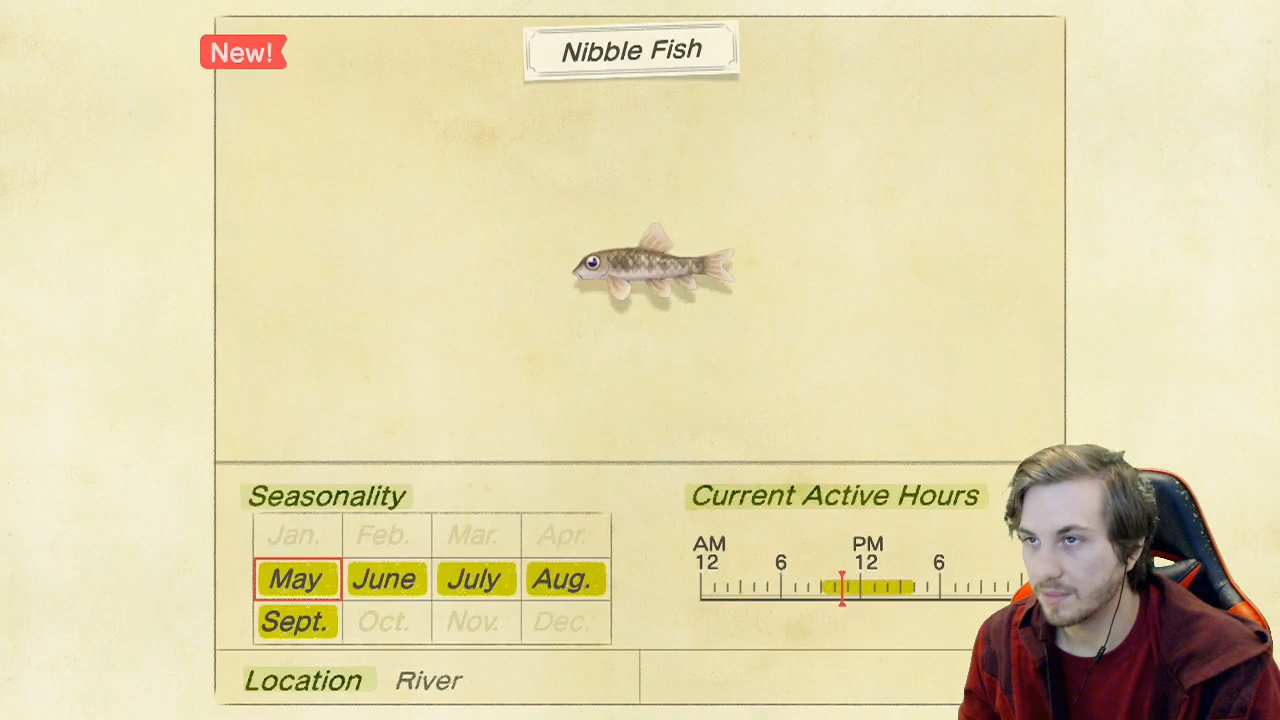 New!
Nibble Fish
Seasonality
Jan. Feb. Mar. Apr.
May June July Aug.
Sept. Oct. Nov. Dec.
Current Active Hours
AM PM
12 6 12 6
Location River